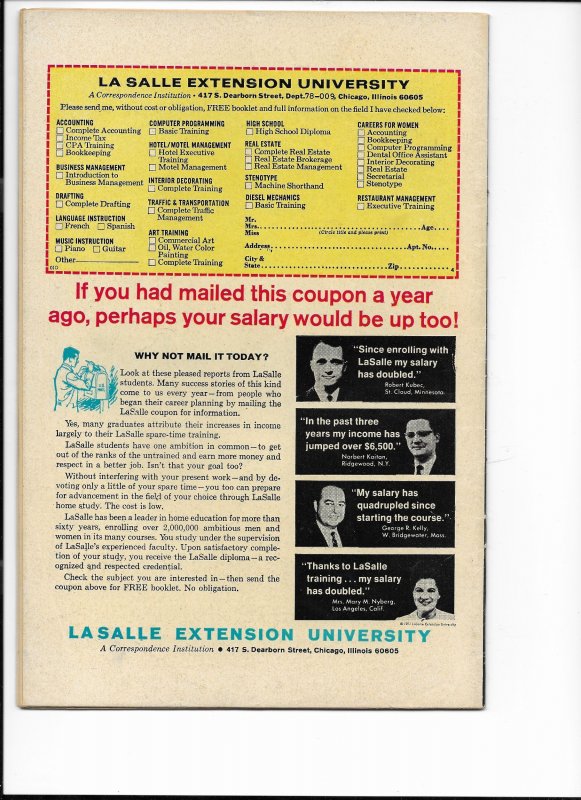 LA SALLE EXTENSION UNIVERSITY
A Correspondence Institution • 417 S. Dearborn Street, Dept. 78-009, Chicago, Illinois 60605
Please send me, without cost or obligation, FREE booklet and full information on the field I have checked below:
ACCOUNTING
Complete Accounting
Income Tax
CPA Training
Bookkeeping
BUSINESS MANAGEMENT
Introduction to
Business Management
DRAFTING
Complete Drafting
LANGUAGE INSTRUCTION
French Spanish
MUSIC INSTRUCTION
Piano Guitar
Other
010
COMPUTER PROGRAMMING
Basic Training
HOTEL/MOTEL MANAGEMENT
Hotel Executive
Training
Motel Management
INTERIOR DECORATING
Complete Training
TRAFFIC & TRANSPORTATION
Complete Traffic
Management
ART TRAINING
Commercial Art
Oil, Water Color
Painting
Complete Training
HIGH SCHOOL
High School Diploma
REAL ESTATE
Complete Real Estate
Real Estate Brokerage
Real Estate Management
STENOTYPE
Machine Shorthand
DIESEL MECHANICS
Basic Training
CAREERS FOR WOMEN
Accounting
Bookkeeping
Computer Programming
Dental Office Assistant
Interior Decorating
Real Estate
Secretarial
Stenotype
RESTAURANT MANAGEMENT
Executive Training
Mr.
Mrs. Age
Miss (Circle title and please print)
Address Apt. No.
City &
State Zip 4
If you had mailed this coupon a year
ago, perhaps your salary would be up too!
WHY NOT MAIL IT TODAY?
Look at these pleased reports from LaSalle
students. Many success stories of this kind
come to us every year—from people who
began their career planning by mailing the
LaSalle coupon for information.
Yes, many graduates attribute their increases in income
largely to their LaSalle spare-time training.
LaSalle students have one ambition in common—to get
out of the ranks of the untrained and earn more money and
respect in a better job. Isn't that your goal too?
Without interfering with your present work—and by de-
voting only a little of your spare time—you too can prepare
for advancement in the field of your choice through LaSalle
home study. The cost is low.
LaSalle has been a leader in home education for more than
sixty years, enrolling over 2,000,000 ambitious men and
women in its many courses. You study under the supervision
of LaSalle's experienced faculty. Upon satisfactory comple-
tion of your study, you receive the LaSalle diploma—a rec-
ognized and respected credential.
Check the subject you are interested in—then send the
coupon above for FREE booklet. No obligation.
"Since enrolling with
LaSalle my salary
has doubled."
Robert Kubec,
St. Cloud, Minnesota.
"In the past three
years my income has
jumped over $6,500."
Norbert Kaitan,
Ridgewood, N.Y.
"My salary has
quadrupled since
starting the course."
George R. Kelly,
W. Bridgewater, Mass.
"Thanks to LaSalle
training ... my salary
has doubled."
Mrs. Mary M. Nyberg,
Los Angeles, Calif.
© 1971 LaSalle Extension University
LASALLE EXTENSION UNIVERSITY
A Correspondence Institution • 417 S. Dearborn Street, Chicago, Illinois 60605